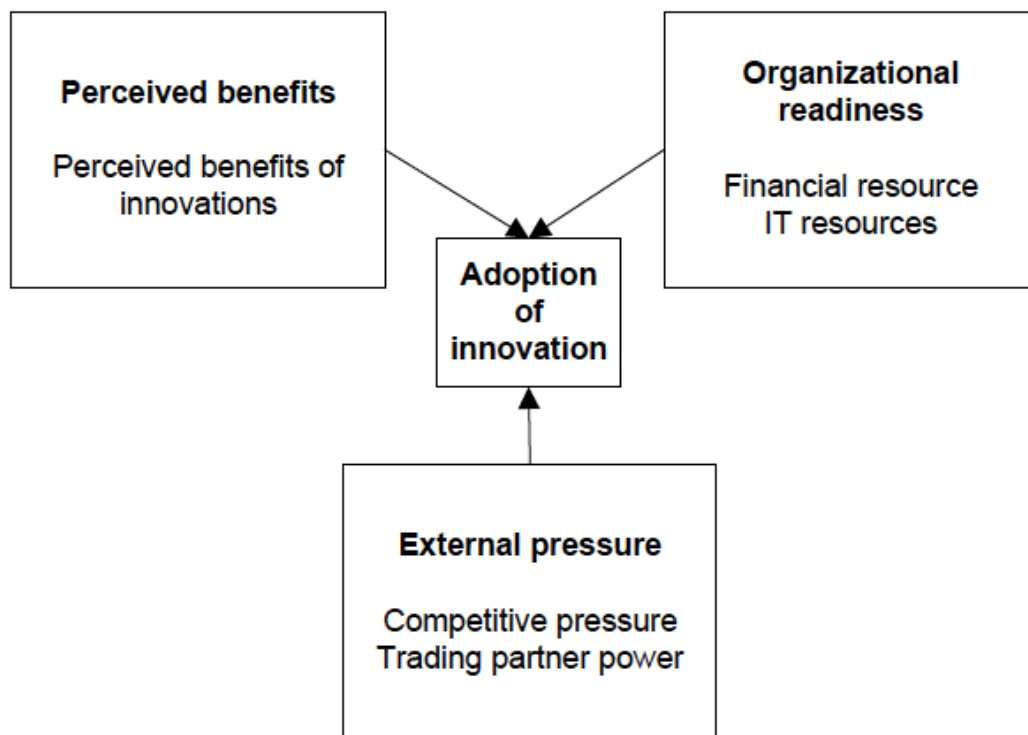 Perceived benefits
Perceived benefits of
innovations
Organizational
readiness
Financial resource
IT resources
Adoption
of
innovation
External pressure
Competitive pressure
Trading partner power